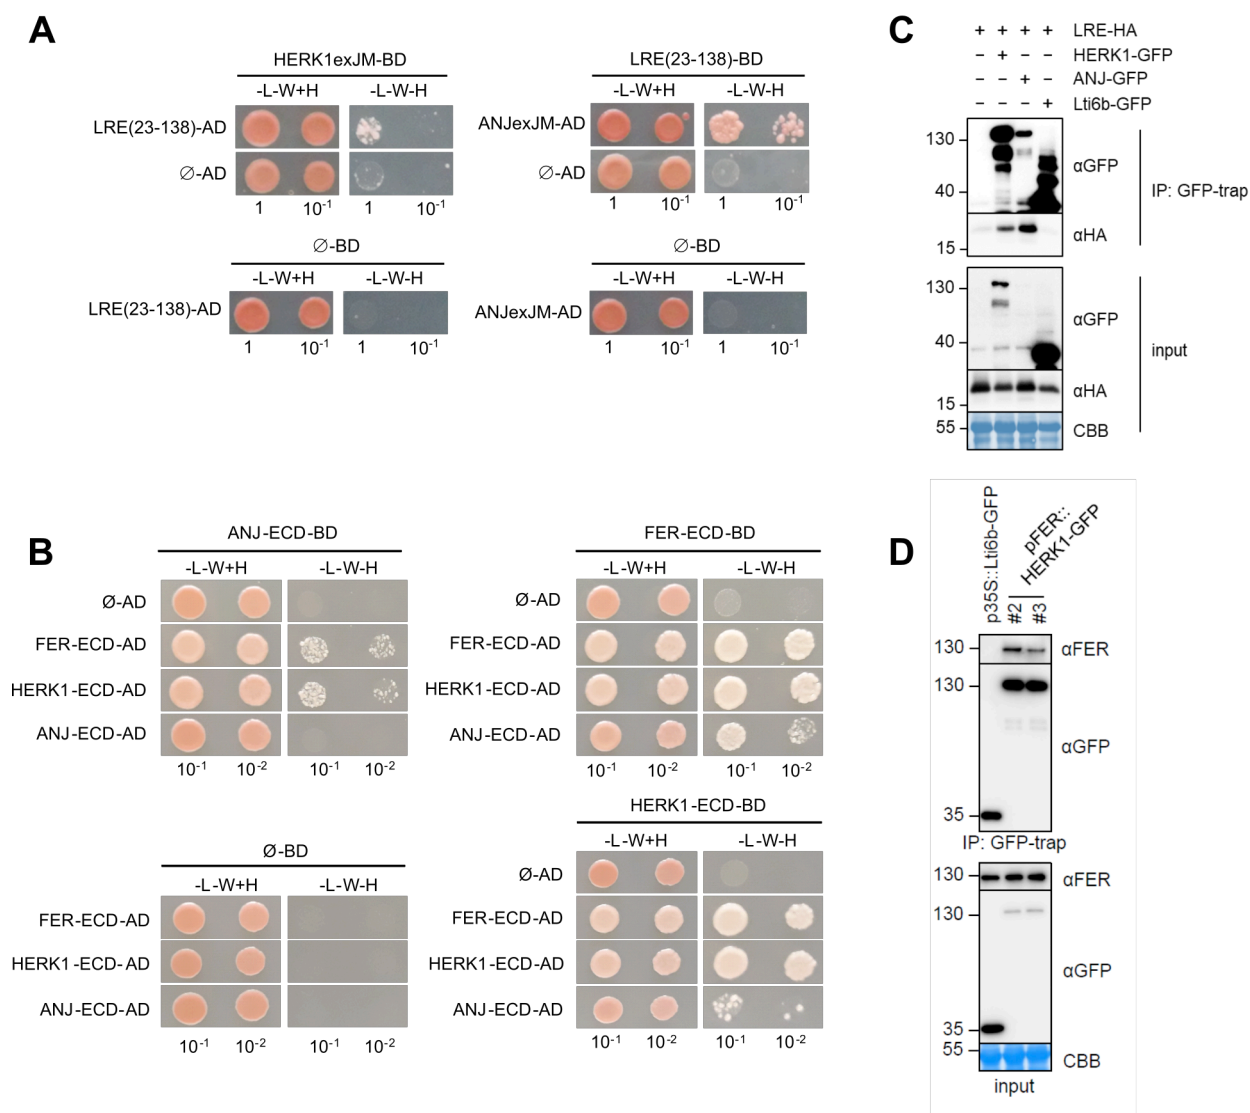 A
HERK1exJM-BD
-L-W+H -L-W-H
LRE(23-138)-AD
∅-AD
1 10-1 1 10-1
∅-BD
-L-W+H -L-W-H
LRE(23-138)-AD
1 10-1 1 10-1
LRE(23-138)-BD
-L-W+H -L-W-H
ANJexJM-AD
∅-AD
1 10-1 1 10-1
∅-BD
-L-W+H -L-W-H
ANJexJM-AD
1 10-1 1 10-1
B
ANJ-ECD-BD
-L-W+H -L-W-H
Ø-AD
FER-ECD-AD
HERK1-ECD-AD
ANJ-ECD-AD
10-1 10-2 10-1 10-2
Ø-BD
-L-W+H -L-W-H
FER-ECD-AD
HERK1-ECD-AD
ANJ-ECD-AD
10-1 10-2 10-1 10-2
FER-ECD-BD
-L-W+H -L-W-H
Ø-AD
FER-ECD-AD
HERK1-ECD-AD
ANJ-ECD-AD
10-1 10-2 10-1 10-2
HERK1-ECD-BD
-L-W+H -L-W-H
Ø-AD
FER-ECD-AD
HERK1-ECD-AD
ANJ-ECD-AD
10-1 10-2 10-1 10-2
C
+ + + + LRE-HA
- + - - HERK1-GFP
- - + - ANJ-GFP
- - - + Lti6b-GFP
130
αGFP
40
αHA
15
IP: GFP-trap
130
αGFP
40
αHA
15
55
CBB
input
D
p35S::Lti6b-GFP
pFER::
HERK1-GFP
#2 #3
130 αFER
130
αGFP
35
IP: GFP-trap
130 αFER
130
αGFP
35
55
CBB
input